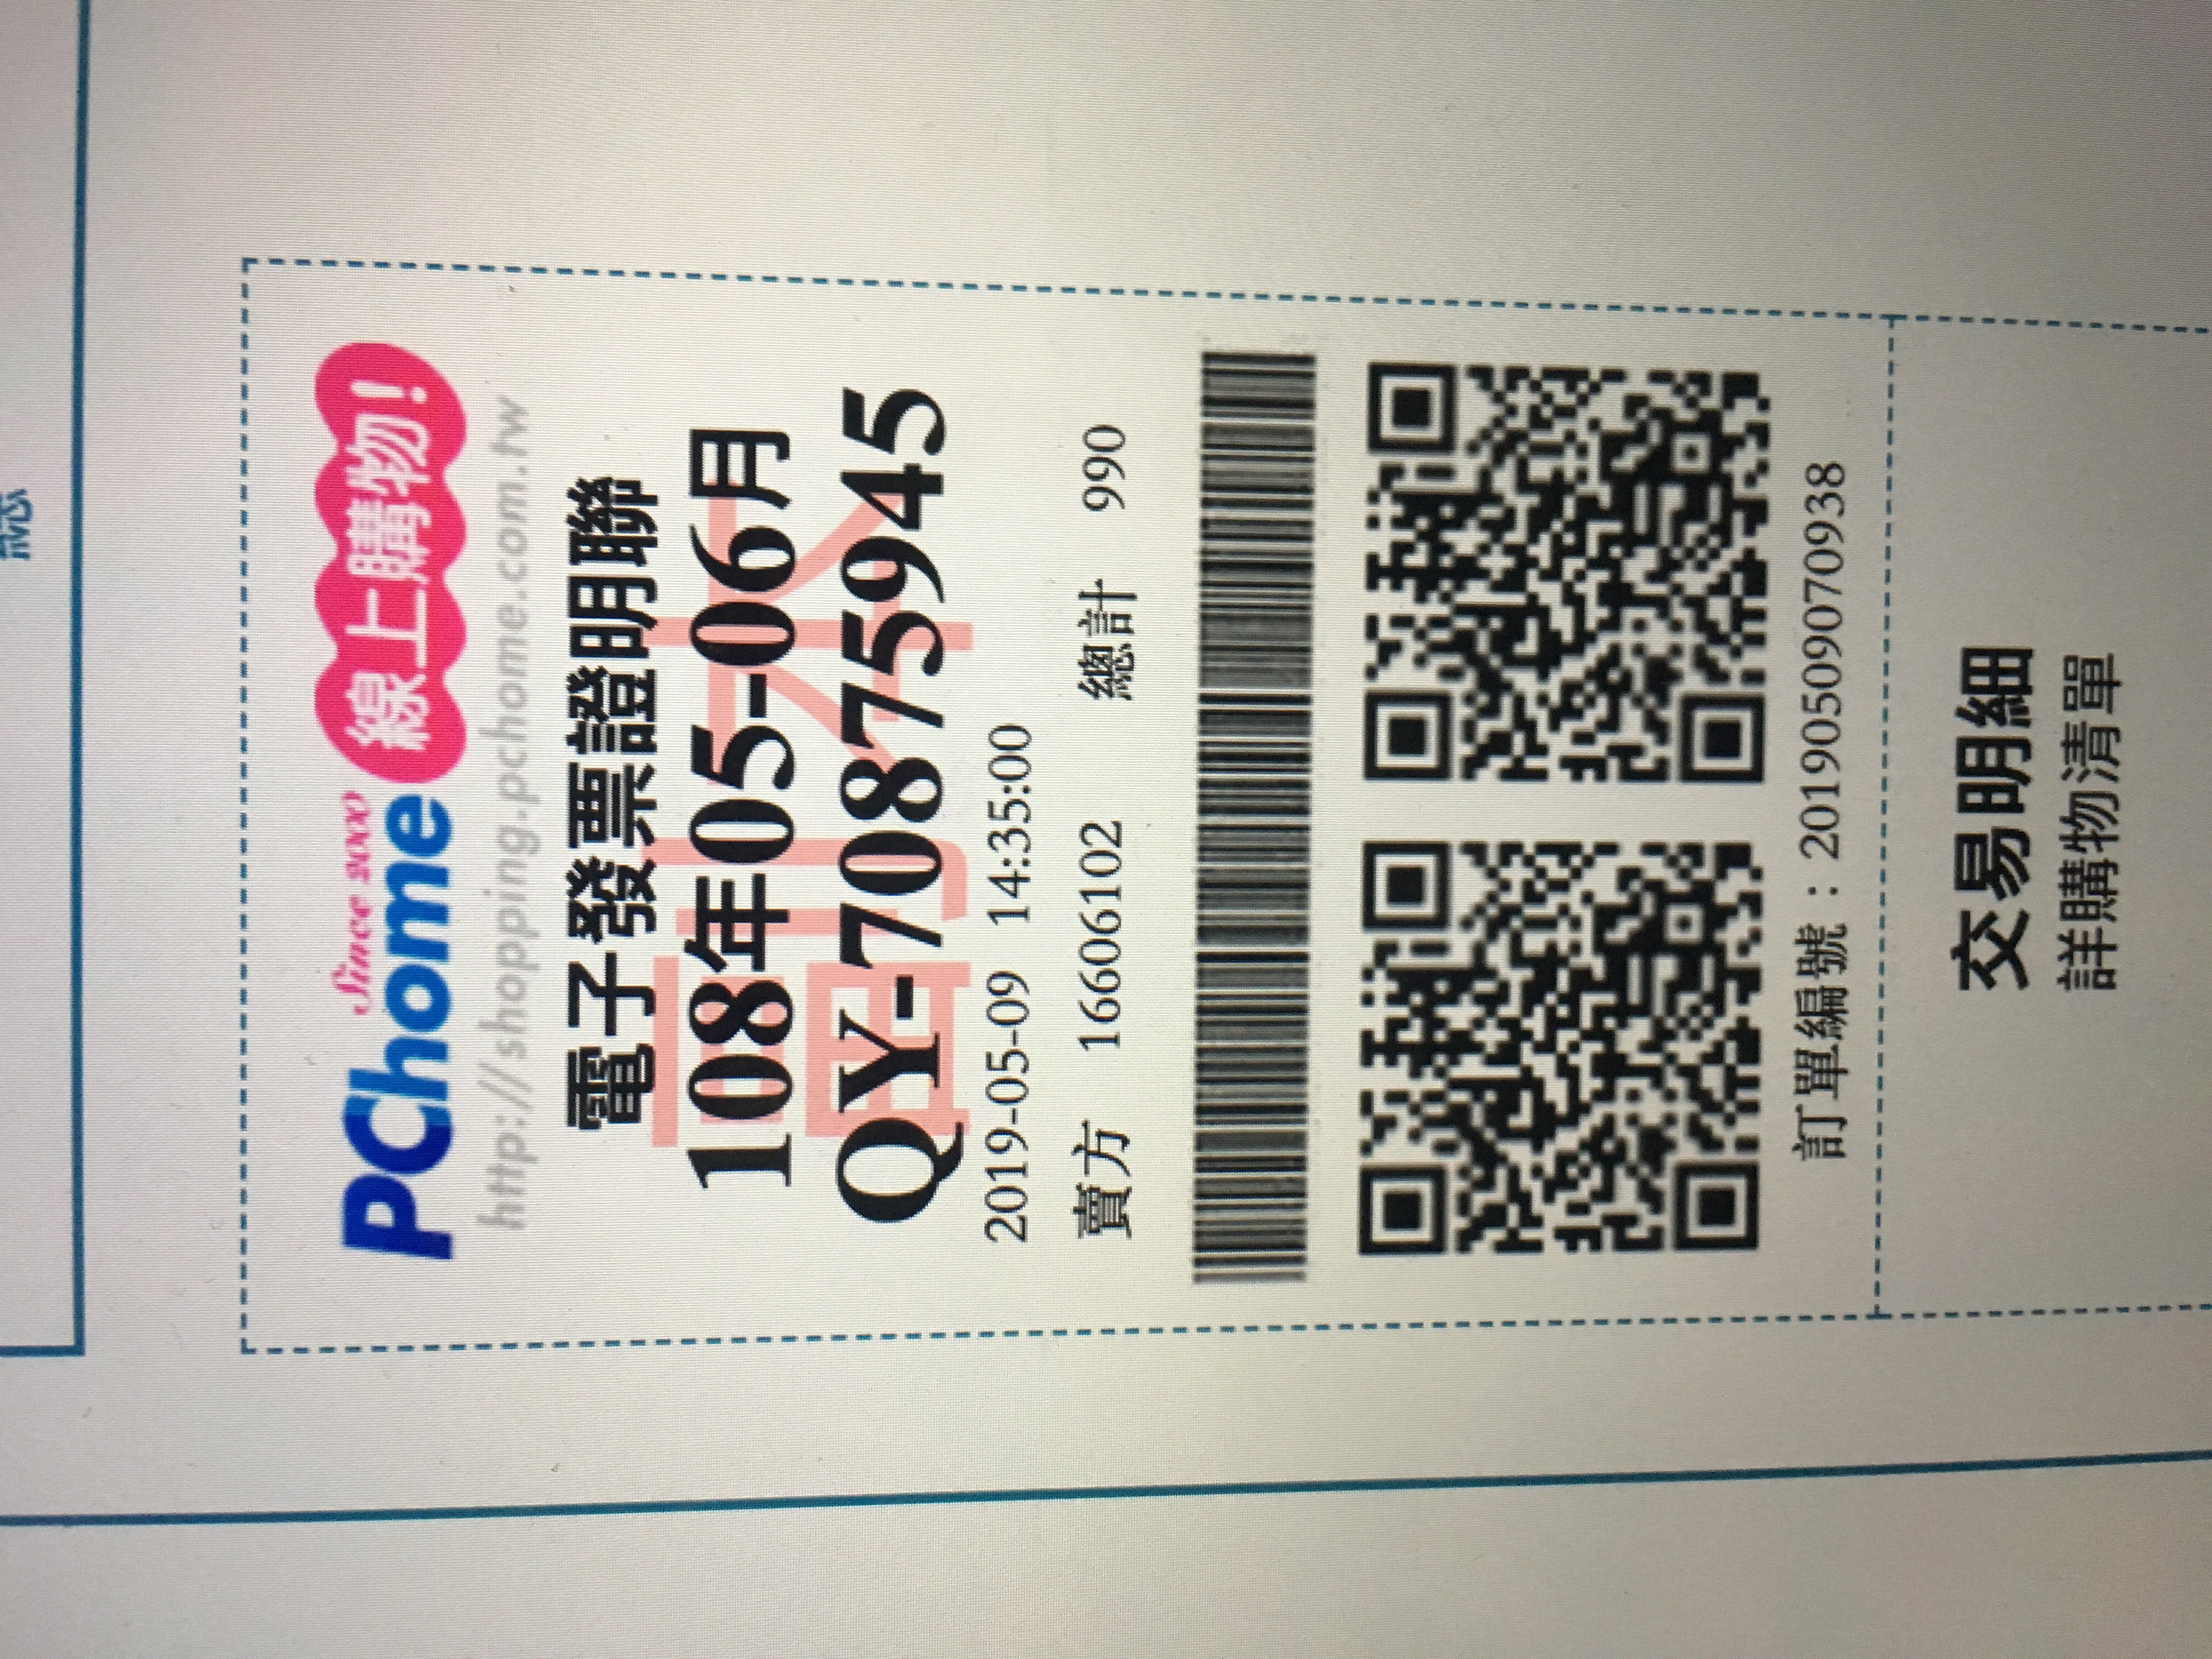 總
Since 2000
PChome 線上購物!
http://shopping.pchome.com.tw
電子發票證明聯
副本
108年05-06月
QY-70875945
2019-05-09 14:35:00
賣方 16606102 總計 990
訂單編號：20190509070938
交易明細
詳購物清單